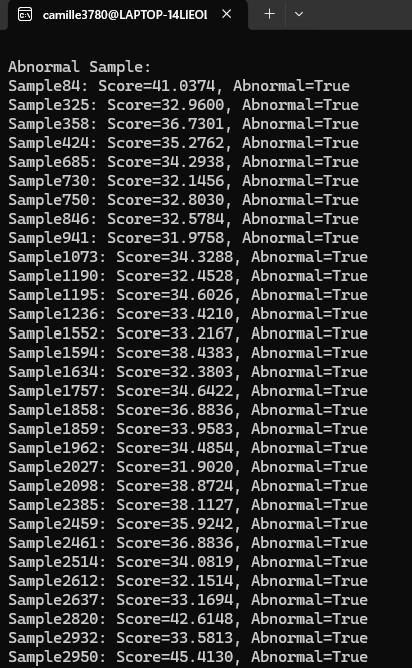 camille3780@LAPTOP-14LIEOL
Abnormal Sample:
Sample84: Score=41.0374, Abnormal=True
Sample325: Score=32.9600, Abnormal=True
Sample358: Score=36.7301, Abnormal=True
Sample424: Score=35.2762, Abnormal=True
Sample685: Score=34.2938, Abnormal=True
Sample730: Score=32.1456, Abnormal=True
Sample750: Score=32.8030, Abnormal=True
Sample846: Score=32.5784, Abnormal=True
Sample941: Score=31.9758, Abnormal=True
Sample1073: Score=34.3288, Abnormal=True
Sample1190: Score=32.4528, Abnormal=True
Sample1195: Score=34.6026, Abnormal=True
Sample1236: Score=33.4210, Abnormal=True
Sample1552: Score=33.2167, Abnormal=True
Sample1594: Score=38.4383, Abnormal=True
Sample1634: Score=32.3803, Abnormal=True
Sample1757: Score=34.6422, Abnormal=True
Sample1858: Score=36.8836, Abnormal=True
Sample1859: Score=33.9583, Abnormal=True
Sample1962: Score=34.4854, Abnormal=True
Sample2027: Score=31.9020, Abnormal=True
Sample2098: Score=38.8724, Abnormal=True
Sample2385: Score=38.1127, Abnormal=True
Sample2459: Score=35.9242, Abnormal=True
Sample2461: Score=36.8836, Abnormal=True
Sample2514: Score=34.0819, Abnormal=True
Sample2612: Score=32.1514, Abnormal=True
Sample2637: Score=33.1694, Abnormal=True
Sample2820: Score=42.6148, Abnormal=True
Sample2932: Score=33.5813, Abnormal=True
Sample2950: Score=45.4130, Abnormal=True